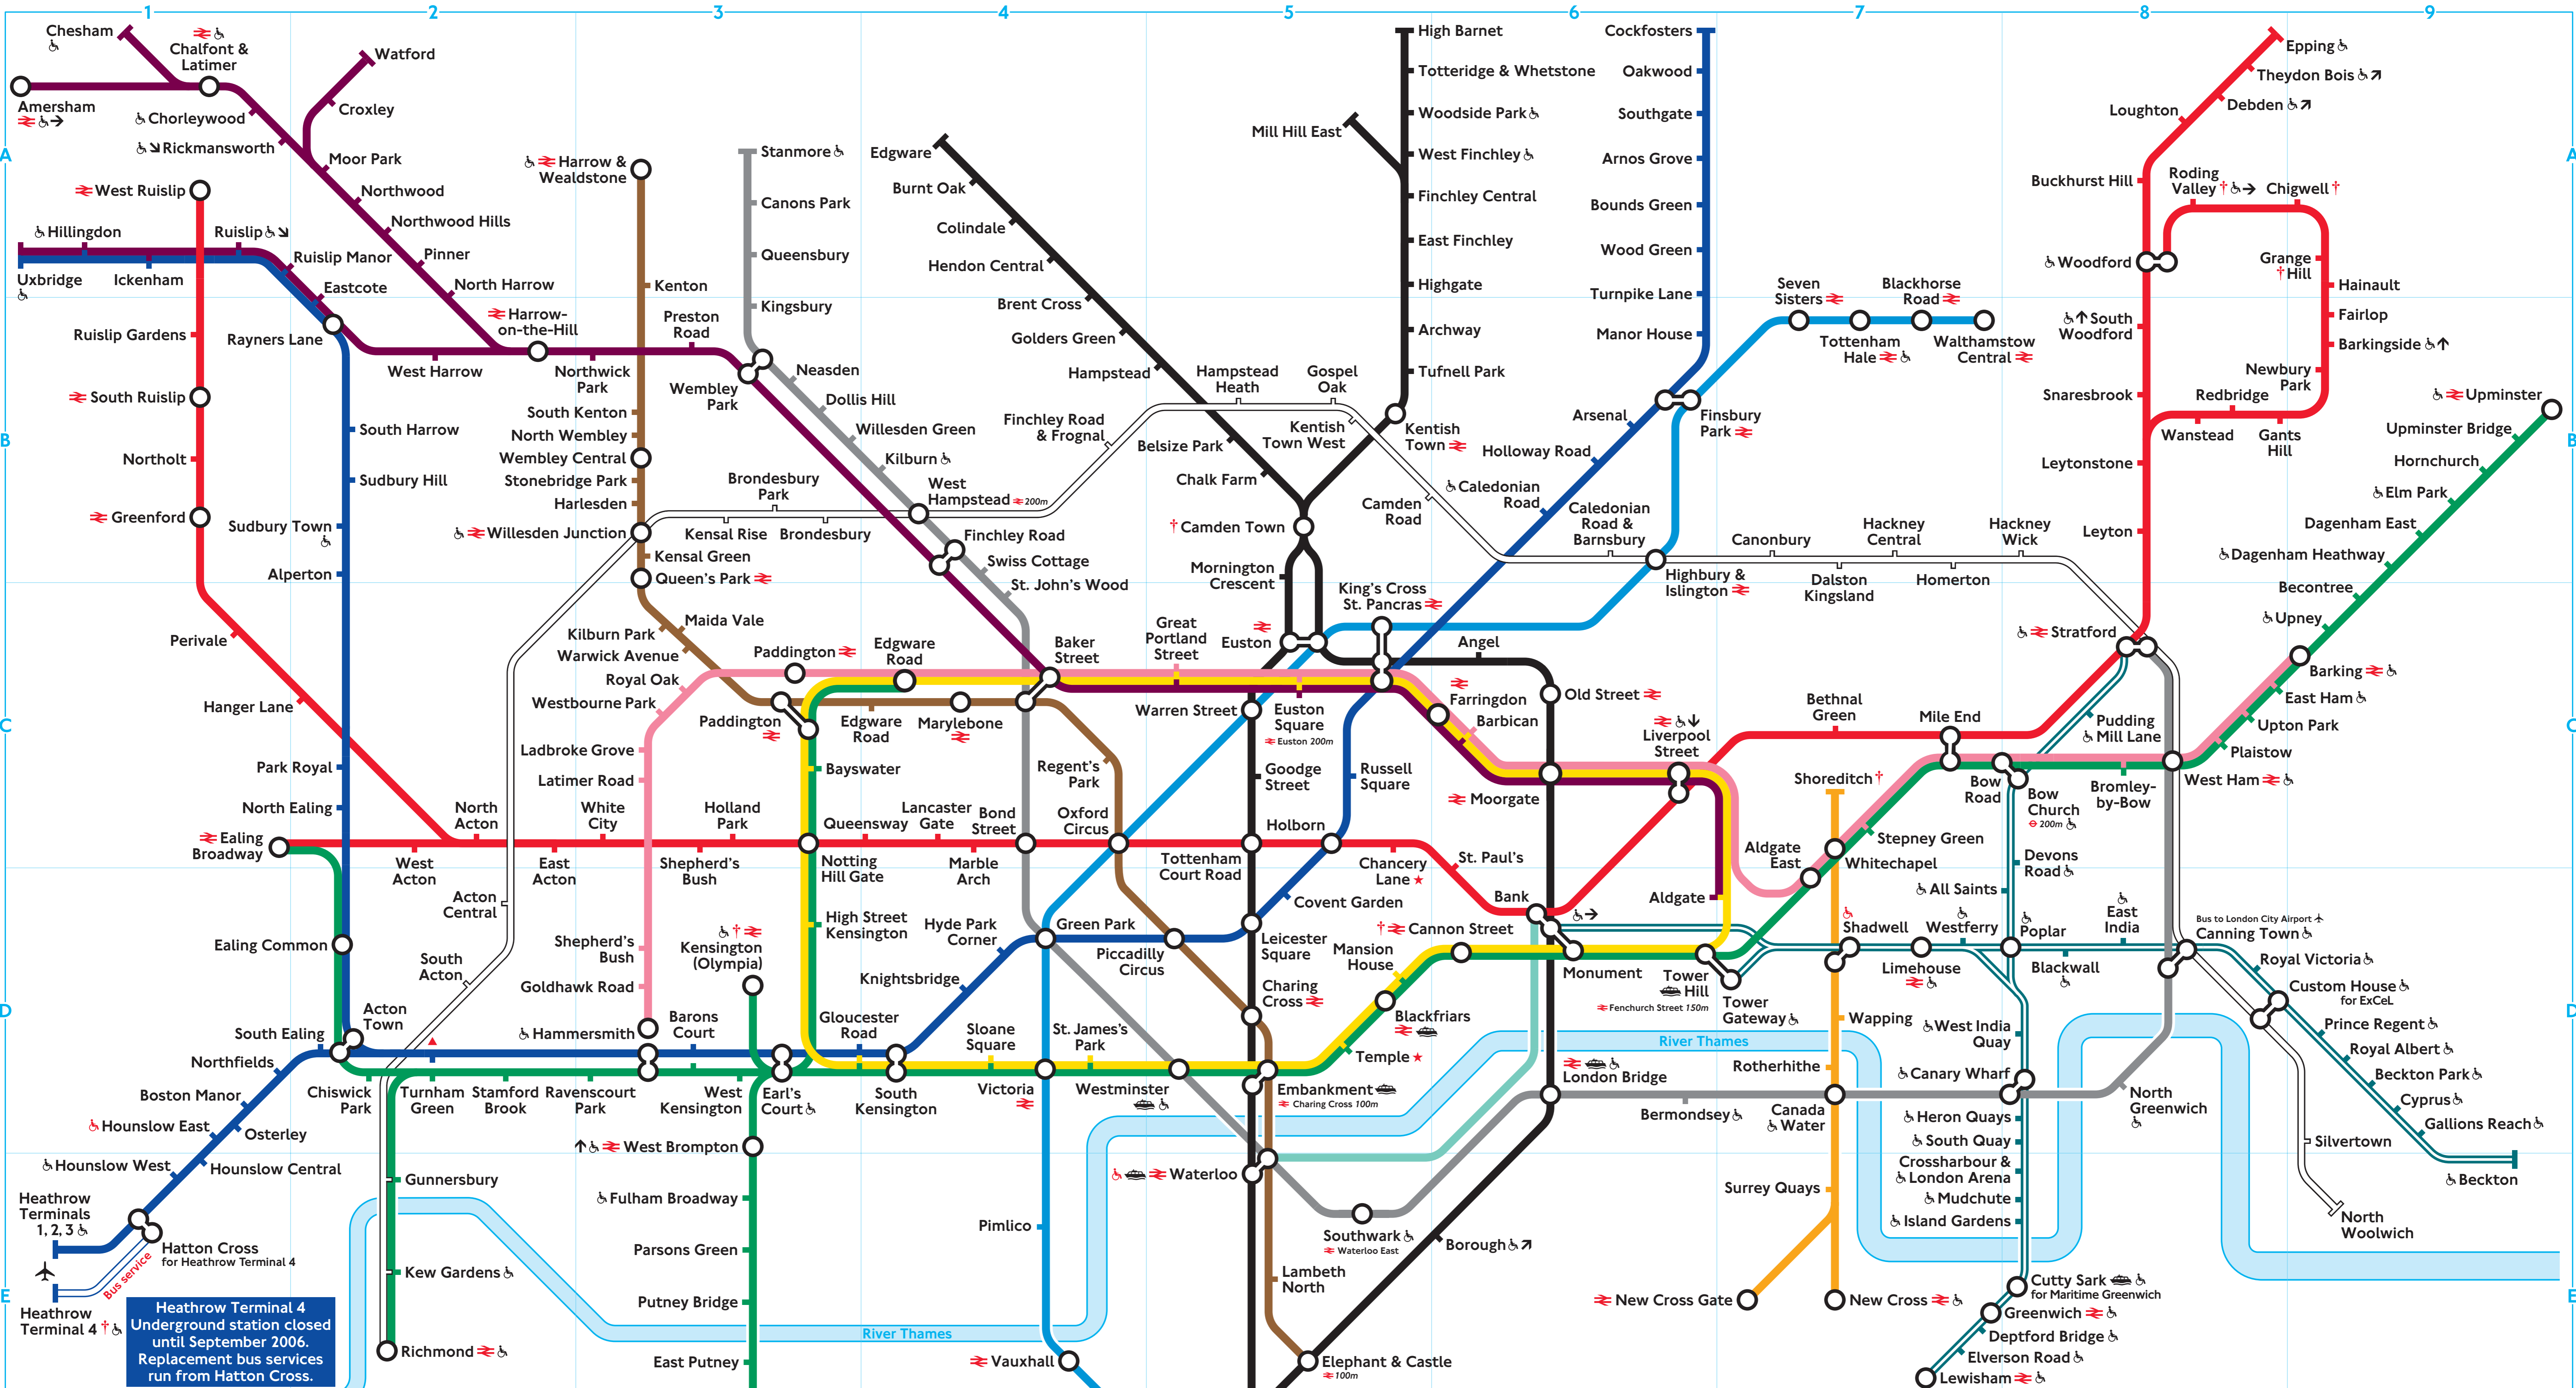 1 2 3 4 5 6 7 8 9
A
B
C
D
E
A
B
C
D
E
Chesham
Chalfont &
Latimer
Watford
Amersham
Croxley
Chorleywood
Rickmansworth
Moor Park
Northwood
Northwood Hills
Pinner
North Harrow
Harrow-
on-the-Hill
West Ruislip
Hillingdon
Ruislip
Uxbridge
Ickenham
Ruislip Manor
Eastcote
Rayners Lane
West Harrow
Northwick
Park
Preston
Road
Wembley
Park
Ruislip Gardens
South Ruislip
Northolt
Greenford
Perivale
Hanger Lane
South Harrow
Sudbury Hill
Sudbury Town
Alperton
Park Royal
North Ealing
Ealing
Broadway
Ealing Common
Harrow &
Wealdstone
Kenton
South Kenton
North Wembley
Wembley Central
Stonebridge Park
Harlesden
Willesden Junction
Kensal Green
Queen's Park
Kilburn Park
Maida Vale
Warwick Avenue
Royal Oak
Westbourne Park
Ladbroke Grove
Latimer Road
Stanmore
Canons Park
Queensbury
Kingsbury
Neasden
Dollis Hill
Willesden Green
Kilburn
West
Hampstead 200m
Finchley Road
Swiss Cottage
St. John's Wood
Brondesbury
Park
Kensal Rise
Brondesbury
Finchley Road
& Frognal
Hampstead
Heath
Gospel
Oak
Kentish
Town West
Camden
Road
Caledonian
Road &
Barnsbury
Canonbury
Dalston
Kingsland
Hackney
Central
Homerton
Hackney
Wick
Edgware
Burnt Oak
Colindale
Hendon Central
Brent Cross
Golders Green
Hampstead
Belsize Park
Chalk Farm
Camden Town
Mornington
Crescent
Euston
Mill Hill East
High Barnet
Totteridge & Whetstone
Woodside Park
West Finchley
Finchley Central
East Finchley
Highgate
Archway
Tufnell Park
Kentish
Town
Cockfosters
Oakwood
Southgate
Arnos Grove
Bounds Green
Wood Green
Turnpike Lane
Manor House
Arsenal
Finsbury
Park
Holloway Road
Caledonian
Road
Seven
Sisters
Blackhorse
Road
Tottenham
Hale
Walthamstow
Central
Highbury &
Islington
King's Cross
St. Pancras
Angel
Old Street
Epping
Theydon Bois
Debden
Loughton
Buckhurst Hill
Roding
Valley
Chigwell
Woodford
Grange
Hill
Hainault
Fairlop
Barkingside
Newbury
Park
South
Woodford
Snaresbrook
Redbridge
Wanstead
Gants
Hill
Leytonstone
Leyton
Stratford
Upminster
Upminster Bridge
Hornchurch
Elm Park
Dagenham East
Dagenham Heathway
Becontree
Upney
Barking
East Ham
Upton Park
Plaistow
West Ham
Bromley-
by-Bow
Paddington
Edgware
Road
Baker
Street
Great
Portland
Street
Paddington
Edgware
Road
Marylebone
Regent's
Park
Warren Street
Euston
Square
Euston 200m
Farringdon
Barbican
Moorgate
Liverpool
Street
Bethnal
Green
Mile End
Shoreditch
Bow
Road
Bow
Church
200m
Pudding
Mill Lane
Stepney Green
Whitechapel
Aldgate
East
Aldgate
Devons
Road
All Saints
Bayswater
Goodge
Street
Russell
Square
North
Acton
West
Acton
East
Acton
White
City
Shepherd's
Bush
Holland
Park
Notting
Hill Gate
Queensway
Lancaster
Gate
Marble
Arch
Bond
Street
Oxford
Circus
Tottenham
Court Road
Holborn
Chancery
Lane
St. Paul's
Bank
Acton
Central
South
Acton
Shepherd's
Bush
Goldhawk Road
Hammersmith
Kensington
(Olympia)
High Street
Kensington
Hyde Park
Corner
Knightsbridge
Green Park
Piccadilly
Circus
Leicester
Square
Covent Garden
Charing
Cross
Mansion
House
Cannon Street
Blackfriars
Temple
Monument
Tower
Hill
Fenchurch Street 150m
Tower
Gateway
Shadwell
Limehouse
Westferry
Poplar
Blackwall
East
India
Bus to London City Airport
Canning Town
Royal Victoria
Custom House
for ExCeL
Prince Regent
Royal Albert
Beckton Park
Cyprus
Gallions Reach
Beckton
Silvertown
North
Woolwich
Acton
Town
South Ealing
Northfields
Boston Manor
Hounslow East
Osterley
Hounslow West
Hounslow Central
Heathrow
Terminals
1, 2, 3
Hatton Cross
for Heathrow Terminal 4
Bus service
Heathrow
Terminal 4
Heathrow Terminal 4
Underground station closed
until September 2006.
Replacement bus services
run from Hatton Cross.
Chiswick
Park
Turnham
Green
Stamford
Brook
Ravenscourt
Park
Barons
Court
West
Kensington
Earl's
Court
Gloucester
Road
South
Kensington
Sloane
Square
Victoria
St. James's
Park
Westminster
Embankment
Charing Cross 100m
Waterloo
Southwark
Waterloo East
London Bridge
Bermondsey
Canada
Water
Wapping
Rotherhithe
Surrey Quays
New Cross Gate
New Cross
River Thames
River Thames
West India
Quay
Canary Wharf
Heron Quays
South Quay
Crossharbour &
London Arena
Mudchute
Island Gardens
North
Greenwich
Cutty Sark
for Maritime Greenwich
Greenwich
Deptford Bridge
Elverson Road
Lewisham
Gunnersbury
Kew Gardens
Richmond
West Brompton
Fulham Broadway
Parsons Green
Putney Bridge
East Putney
Pimlico
Vauxhall
Lambeth
North
Borough
Elephant & Castle
100m